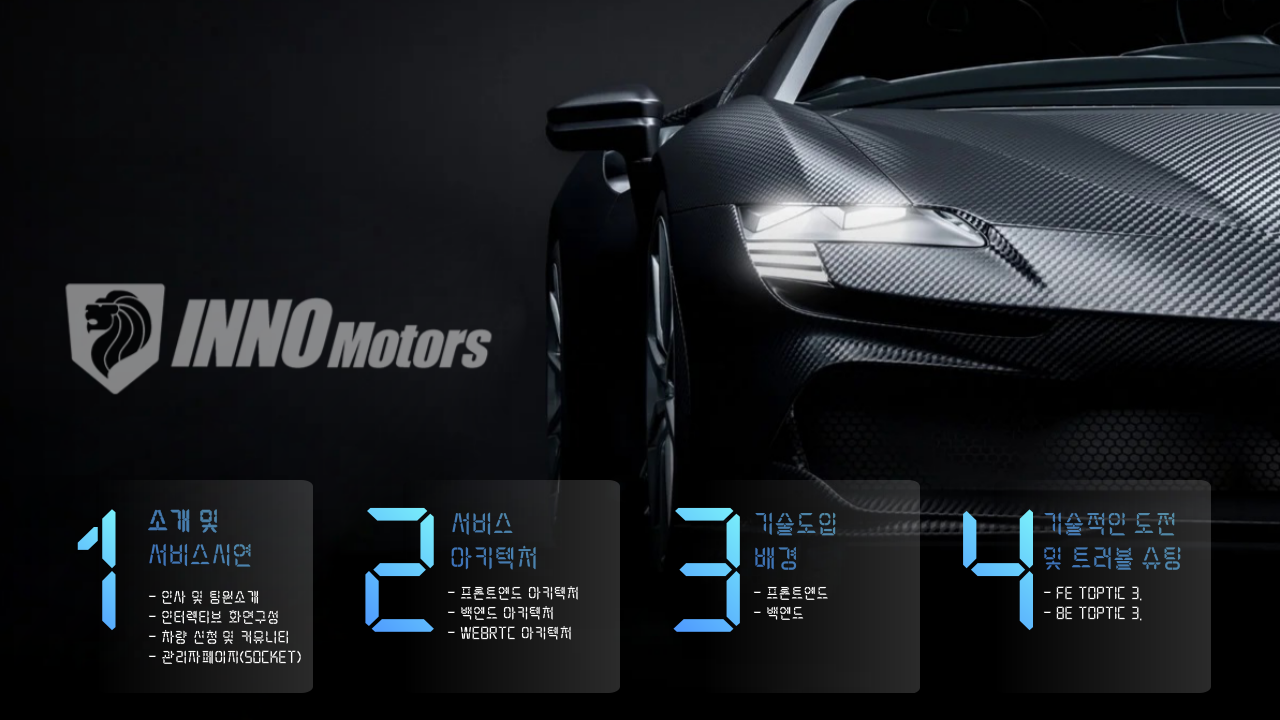 INNO Motors
1
소개 및
서비스시연
- 인사 및 팀원소개
- 인터랙티브 화면구성
- 차량 신청 및 커뮤니티
- 관리자페이지(SOCKET)
2
서비스
아키텍처
- 프론트엔드 아키텍처
- 백엔드 아키텍처
- WEBRTC 아키텍처
3
기술도입
배경
- 프론트엔드
- 백엔드
4
기술적인 도전
및 트러블 슈팅
- FE TOPTIC 3.
- BE TOPTIC 3.